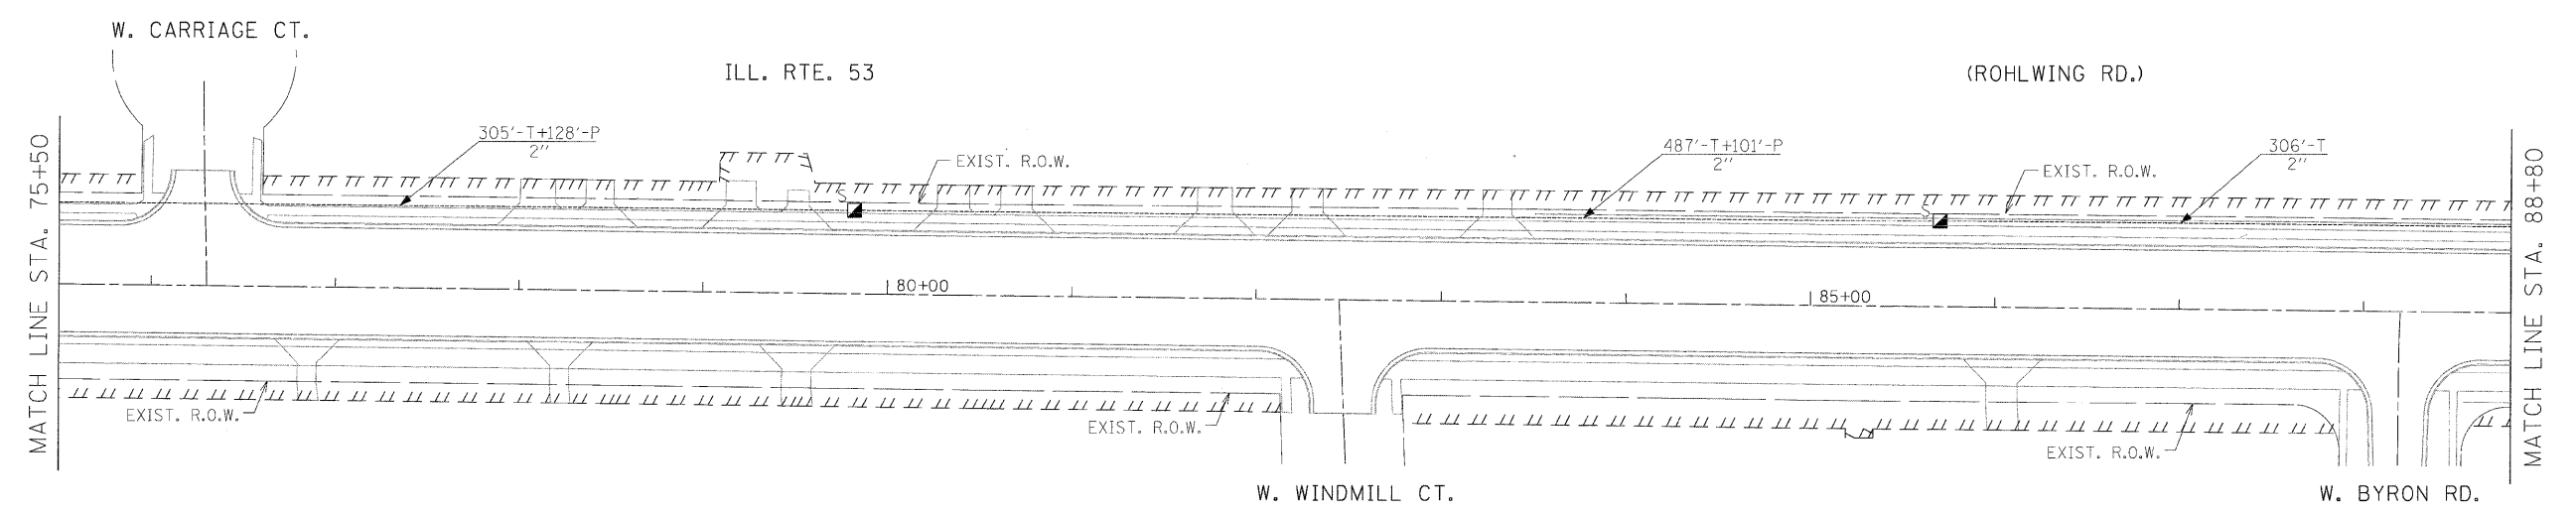 W. CARRIAGE CT.
ILL. RTE. 53
(ROHLWING RD.)
MATCH LINE STA. 75+50
305'-T+128'-P
2"
EXIST. R.O.W.
487'-T+101'-P
2"
EXIST. R.O.W.
306'-T
2"
MATCH LINE STA. 88+80
80+00
85+00
EXIST. R.O.W.
EXIST. R.O.W.
EXIST. R.O.W.
W. WINDMILL CT.
W. BYRON RD.